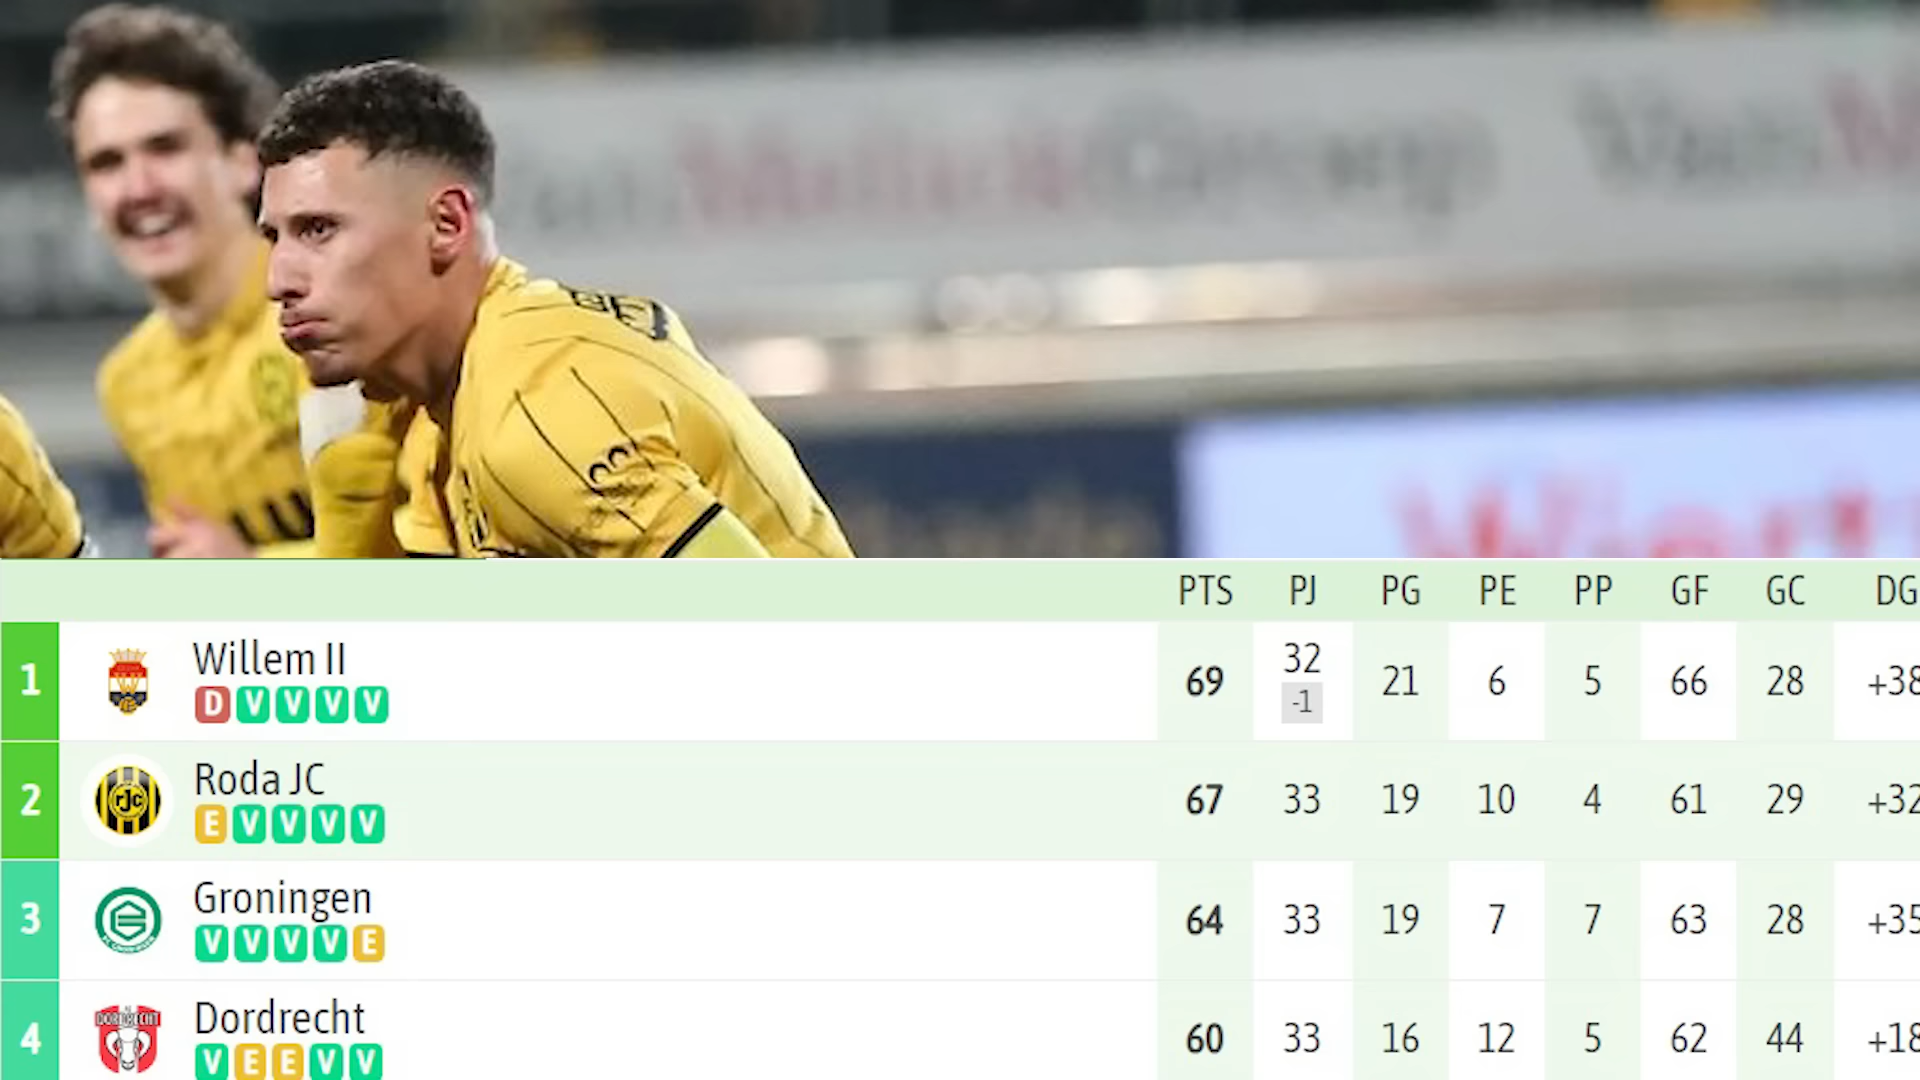 LU
PTS PJ PG PE PP GF GC DG
1 Willem II 69 32 21 6 5 66 28 +38
D V V V V -1
2 Roda JC 67 33 19 10 4 61 29 +32
E V V V V
3 Groningen 64 33 19 7 7 63 28 +35
V V V V E
4 DORDRECHT Dordrecht 60 33 16 12 5 62 44 +18
V E E V V